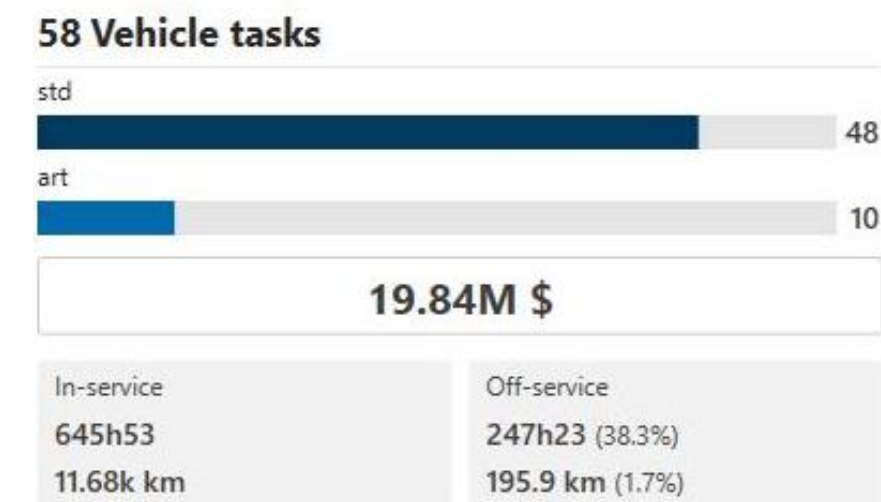 58 Vehicle tasks
std
48
art
10
19.84M $
In-service
645h53
11.68k km
Off-service
247h23 (38.3%)
195.9 km (1.7%)